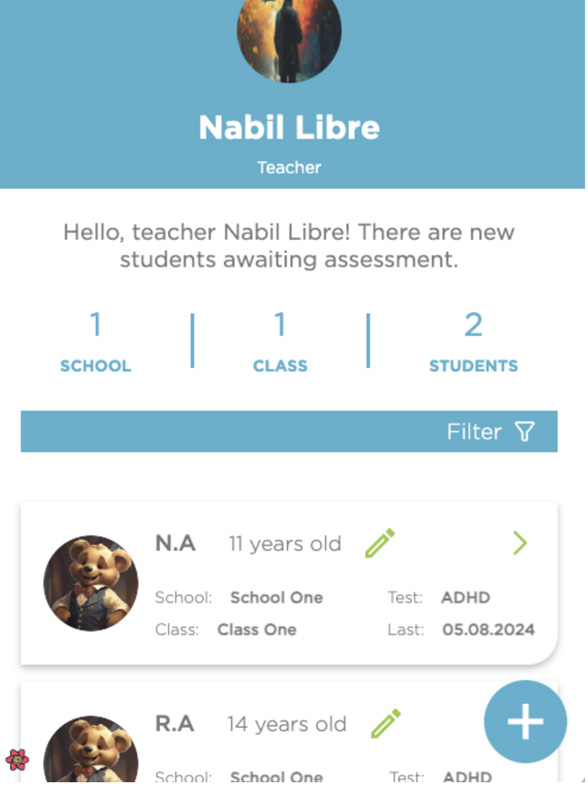 Nabil Libre
Teacher
Hello, teacher Nabil Libre! There are new
students awaiting assessment.
1 1 2
SCHOOL CLASS STUDENTS
Filter
N.A 11 years old
School: School One Test: ADHD
Class: Class One Last: 05.08.2024
R.A 14 years old
School: School One Test: ADHD